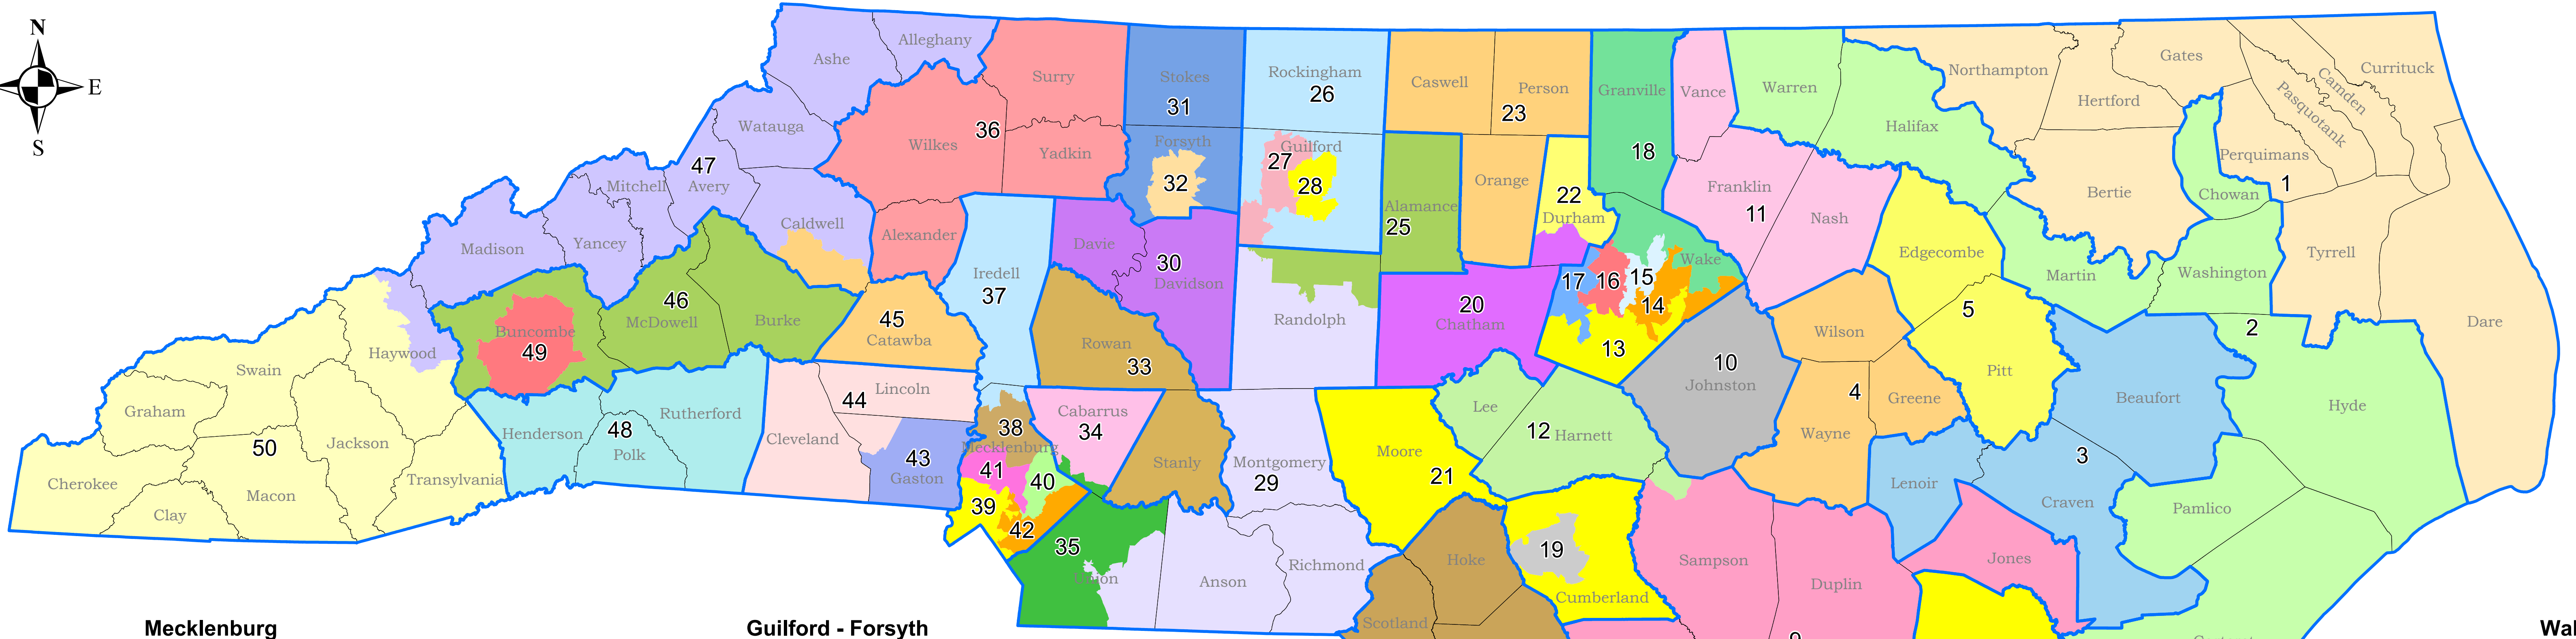 N
E
S
Alleghany
Ashe
Surry
Stokes
31
Rockingham
26
Caswell
Person
23
Granville
Vance
Warren
Northampton
Gates
Currituck
Camden
Pasquotank
Hertford
Halifax
Watauga
36
Wilkes
Yadkin
Forsyth
32
Guilford
27
28
18
Perquimans
1
47
Mitchell
Avery
Orange
22
Durham
Franklin
11
Nash
Bertie
Chowan
Alamance
25
Caldwell
Alexander
Madison
Yancey
Davie
30
Davidson
Iredell
37
Edgecombe
Martin
Washington
Tyrrell
Wake
17
16
15
14
13
46
McDowell
Burke
45
Catawba
Buncombe
49
Haywood
Randolph
20
Chatham
Wilson
5
2
Dare
Swain
Rowan
33
10
Johnston
Pitt
Graham
Rutherford
Lincoln
44
Cabarrus
34
Lee
4
Greene
Beaufort
Hyde
Henderson
48
Polk
Cleveland
38
Mecklenburg
12
Harnett
Wayne
Jackson
50
Moore
21
Stanly
Montgomery
29
43
Gaston
41
40
39
42
3
Lenoir
Craven
Pamlico
Cherokee
Macon
Transylvania
Clay
35
Union
Anson
Richmond
Hoke
19
Cumberland
Sampson
Duplin
Jones
Scotland
9
Mecklenburg
Guilford - Forsyth